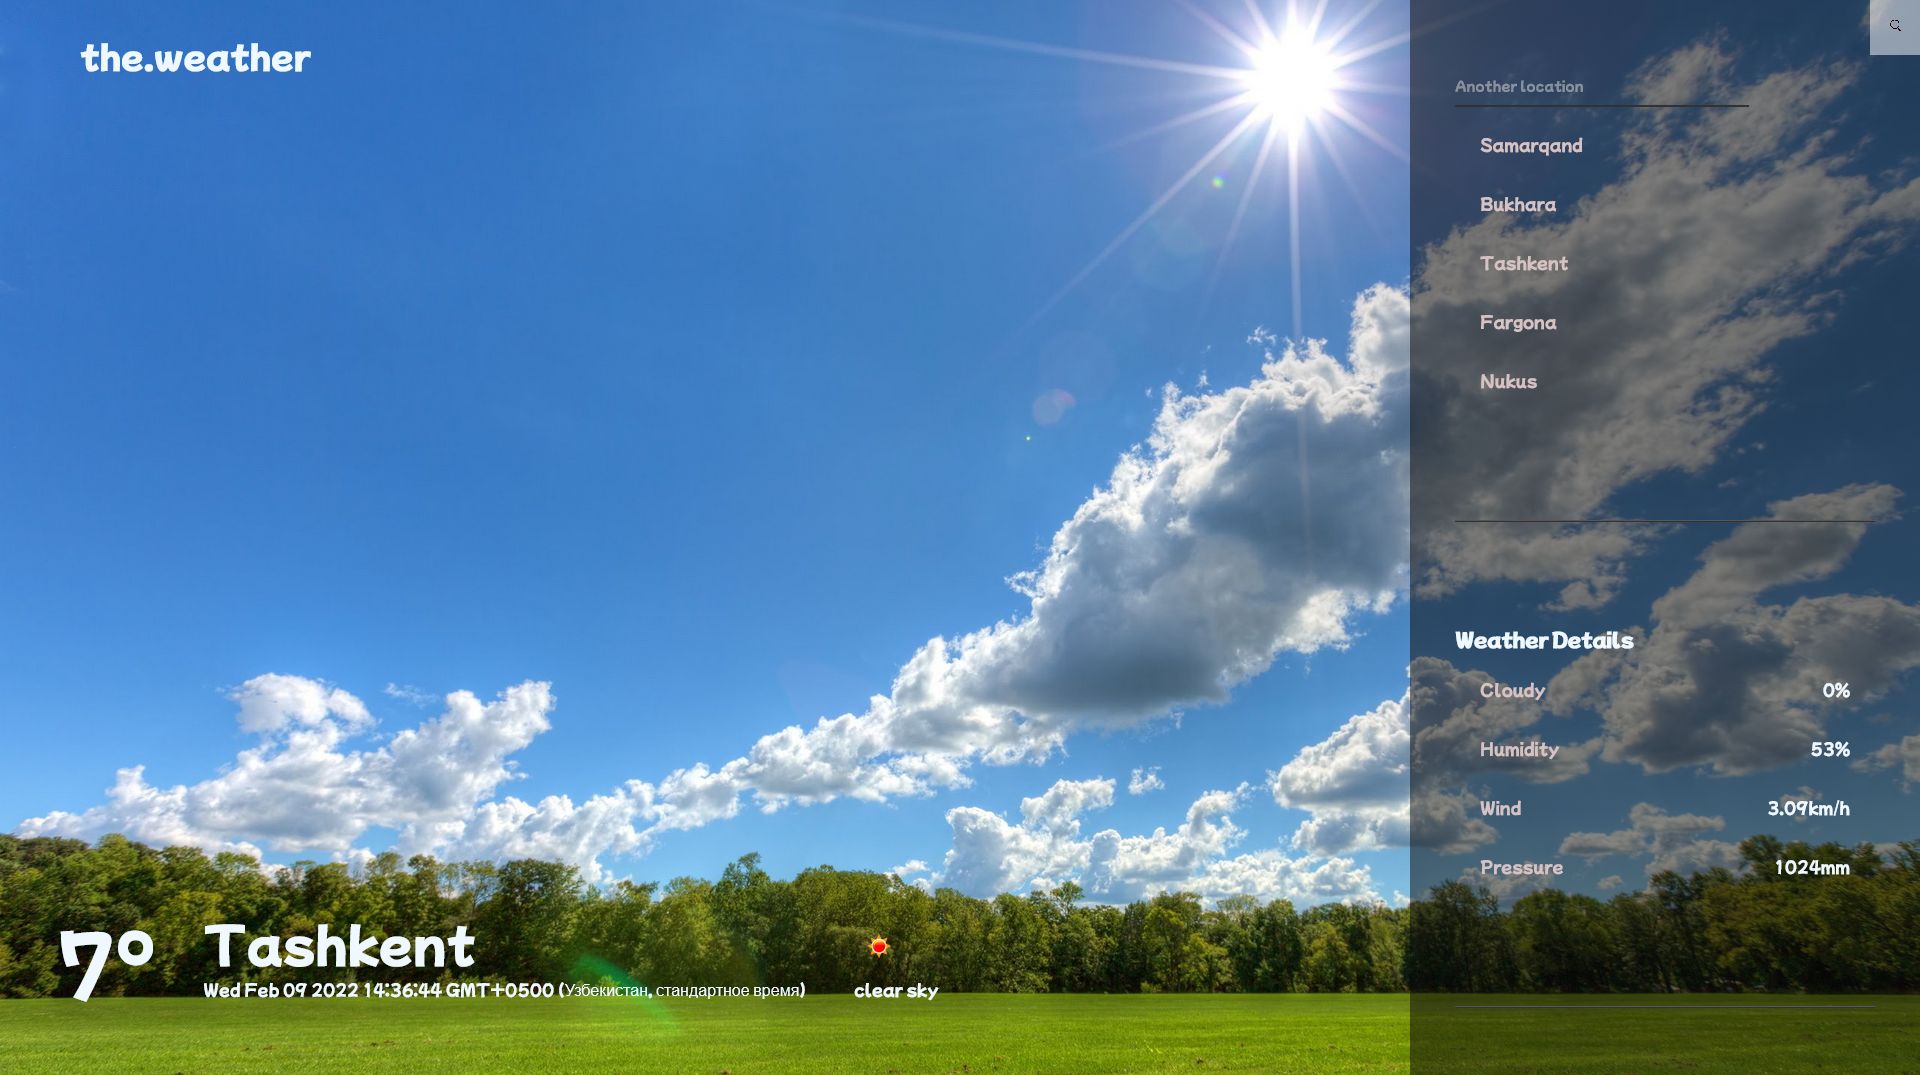 the.weather
Another location
Samarqand
Bukhara
Tashkent
Fargona
Nukus
Weather Details
Cloudy 0%
Humidity 53%
Wind 3.09km/h
Pressure 1024mm
7°
Tashkent
Wed Feb 09 2022 14:36:44 GMT+0500 (Узбекистан, стандартное время)
clear sky